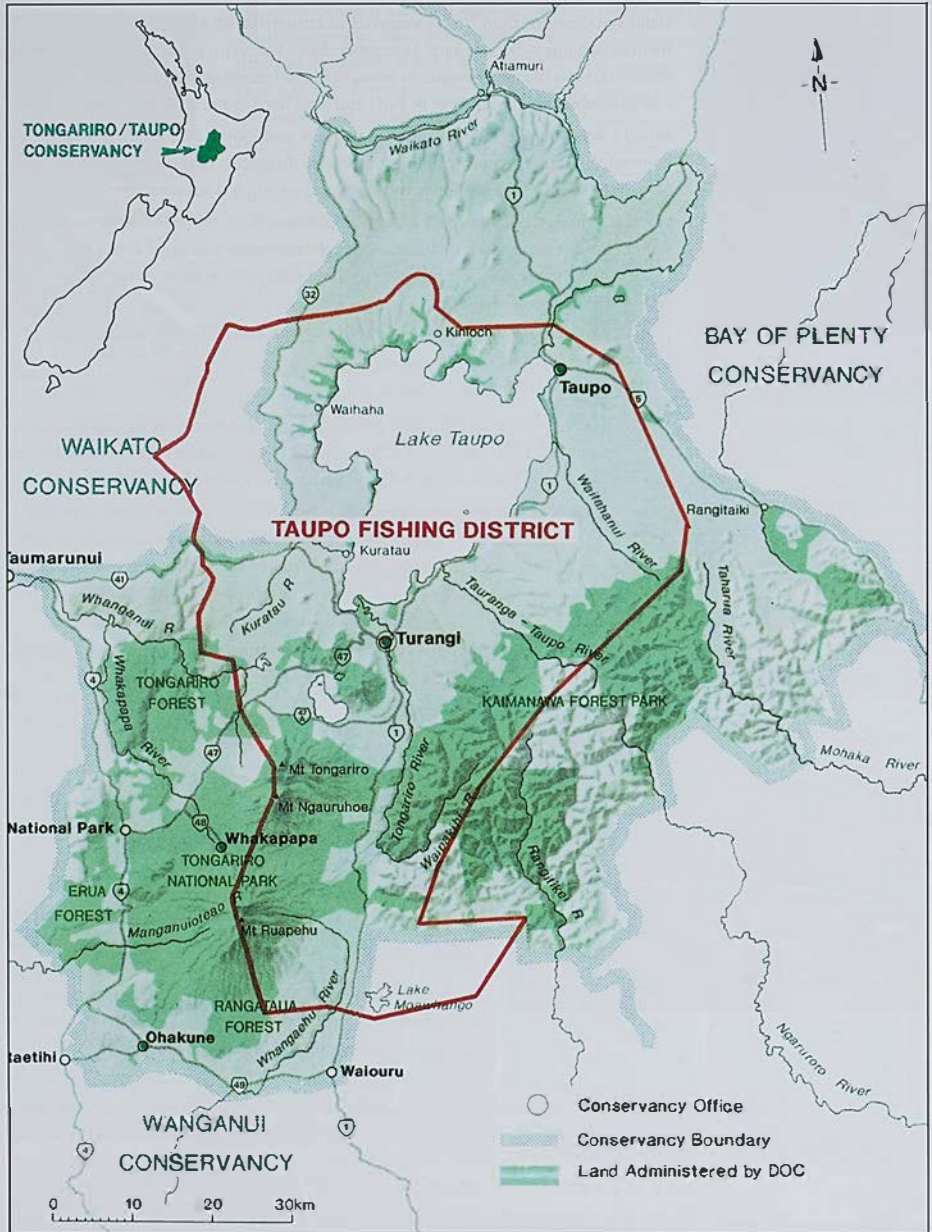 Atiamuri
N
TONGARIRO/TAUPO
CONSERVANCY
Waikato River
1
32
Kinloch
BAY OF PLENTY
CONSERVANCY
Taupo
5
Waihaha
Lake Taupo
WAIKATO
CONSERVANCY
1
Waitahanui River
Rangitaiki
TAUPO FISHING DISTRICT
Kuratau
Taumarunui
41
Whanganui R
Kuratau R
Tauranga - Taupo River
Taharua River
Turangi
47
4
Whakapapa River
TONGARIRO
FOREST
KAIMANAWA FOREST PARK
47A
1
47
Mohaka River
Mt Tongariro
Tongariro River
Mt Ngauruhoe
Waipakihi R
National Park
48
Whakapapa
TONGARIRO
NATIONAL PARK
Rangitikei R
4
ERUA
FOREST
Manganuioteao R
Mt Ruapehu
Lake
Moawhango
RANGATAUA
FOREST
Whangaehu River
Ngaruroro River
Ohakune
Raetihi
Waiouru
49
WANGANUI
CONSERVANCY
1
4
Conservancy Office
Conservancy Boundary
Land Administered by DOC
0 10 20 30km